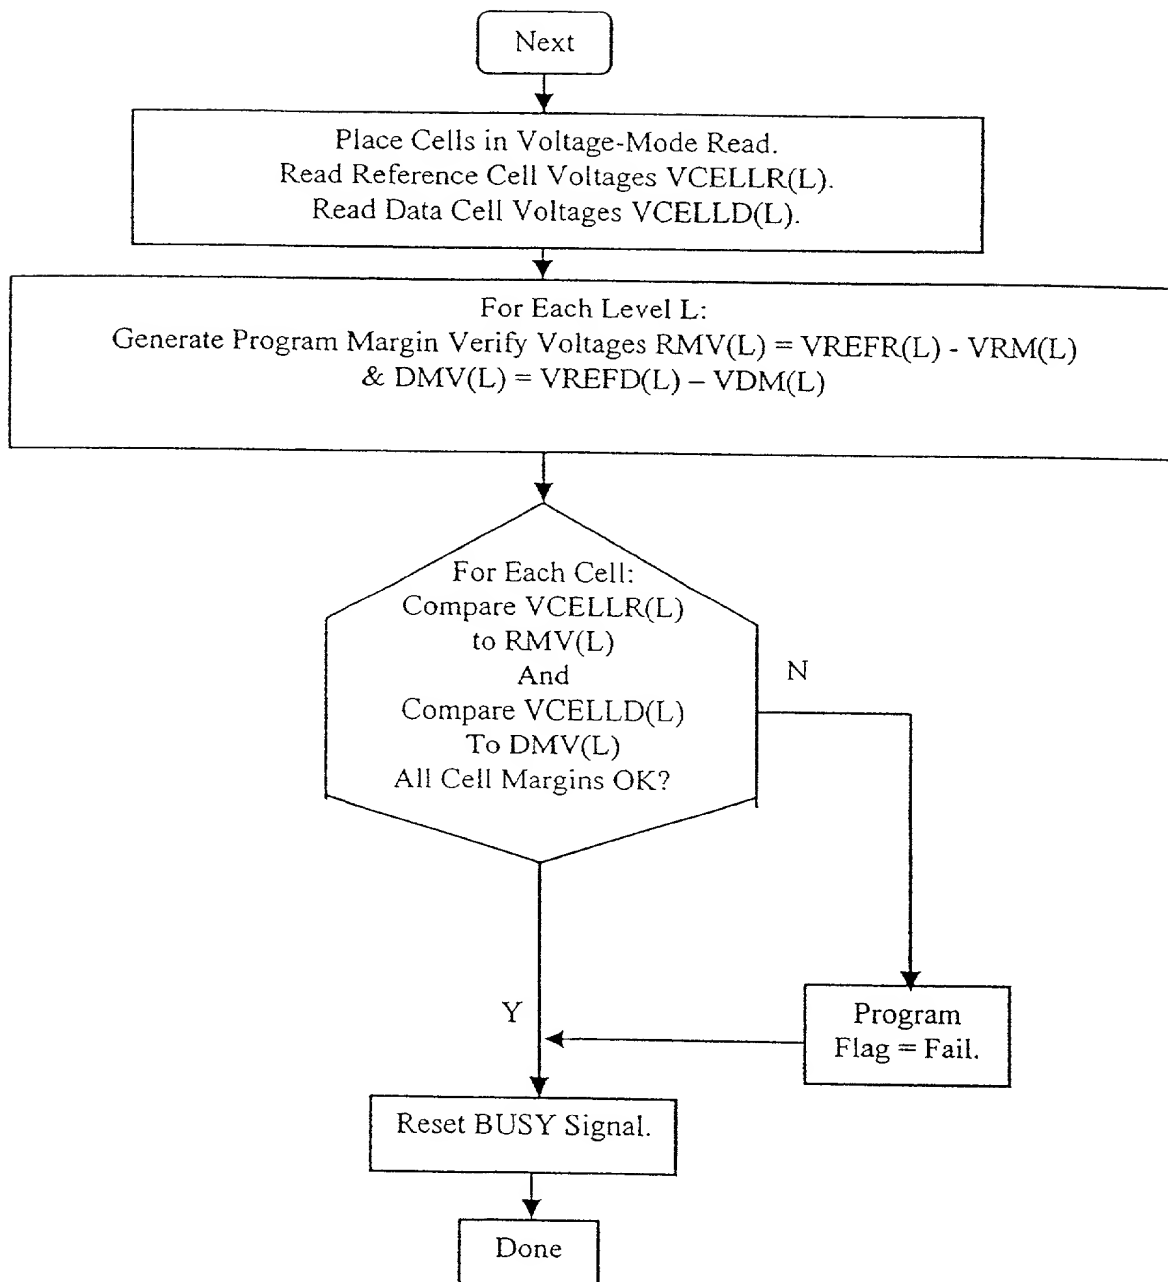 Next
Place Cells in Voltage-Mode Read.
Read Reference Cell Voltages VCELLR(L).
Read Data Cell Voltages VCELLD(L).
For Each Level L:
Generate Program Margin Verify Voltages RMV(L) = VREFR(L) - VRM(L)
& DMV(L) = VREFD(L) – VDM(L)
For Each Cell:
Compare VCELLR(L)
to RMV(L)
And
Compare VCELLD(L)
To DMV(L)
All Cell Margins OK?
N
Y
Program
Flag = Fail.
Reset BUSY Signal.
Done